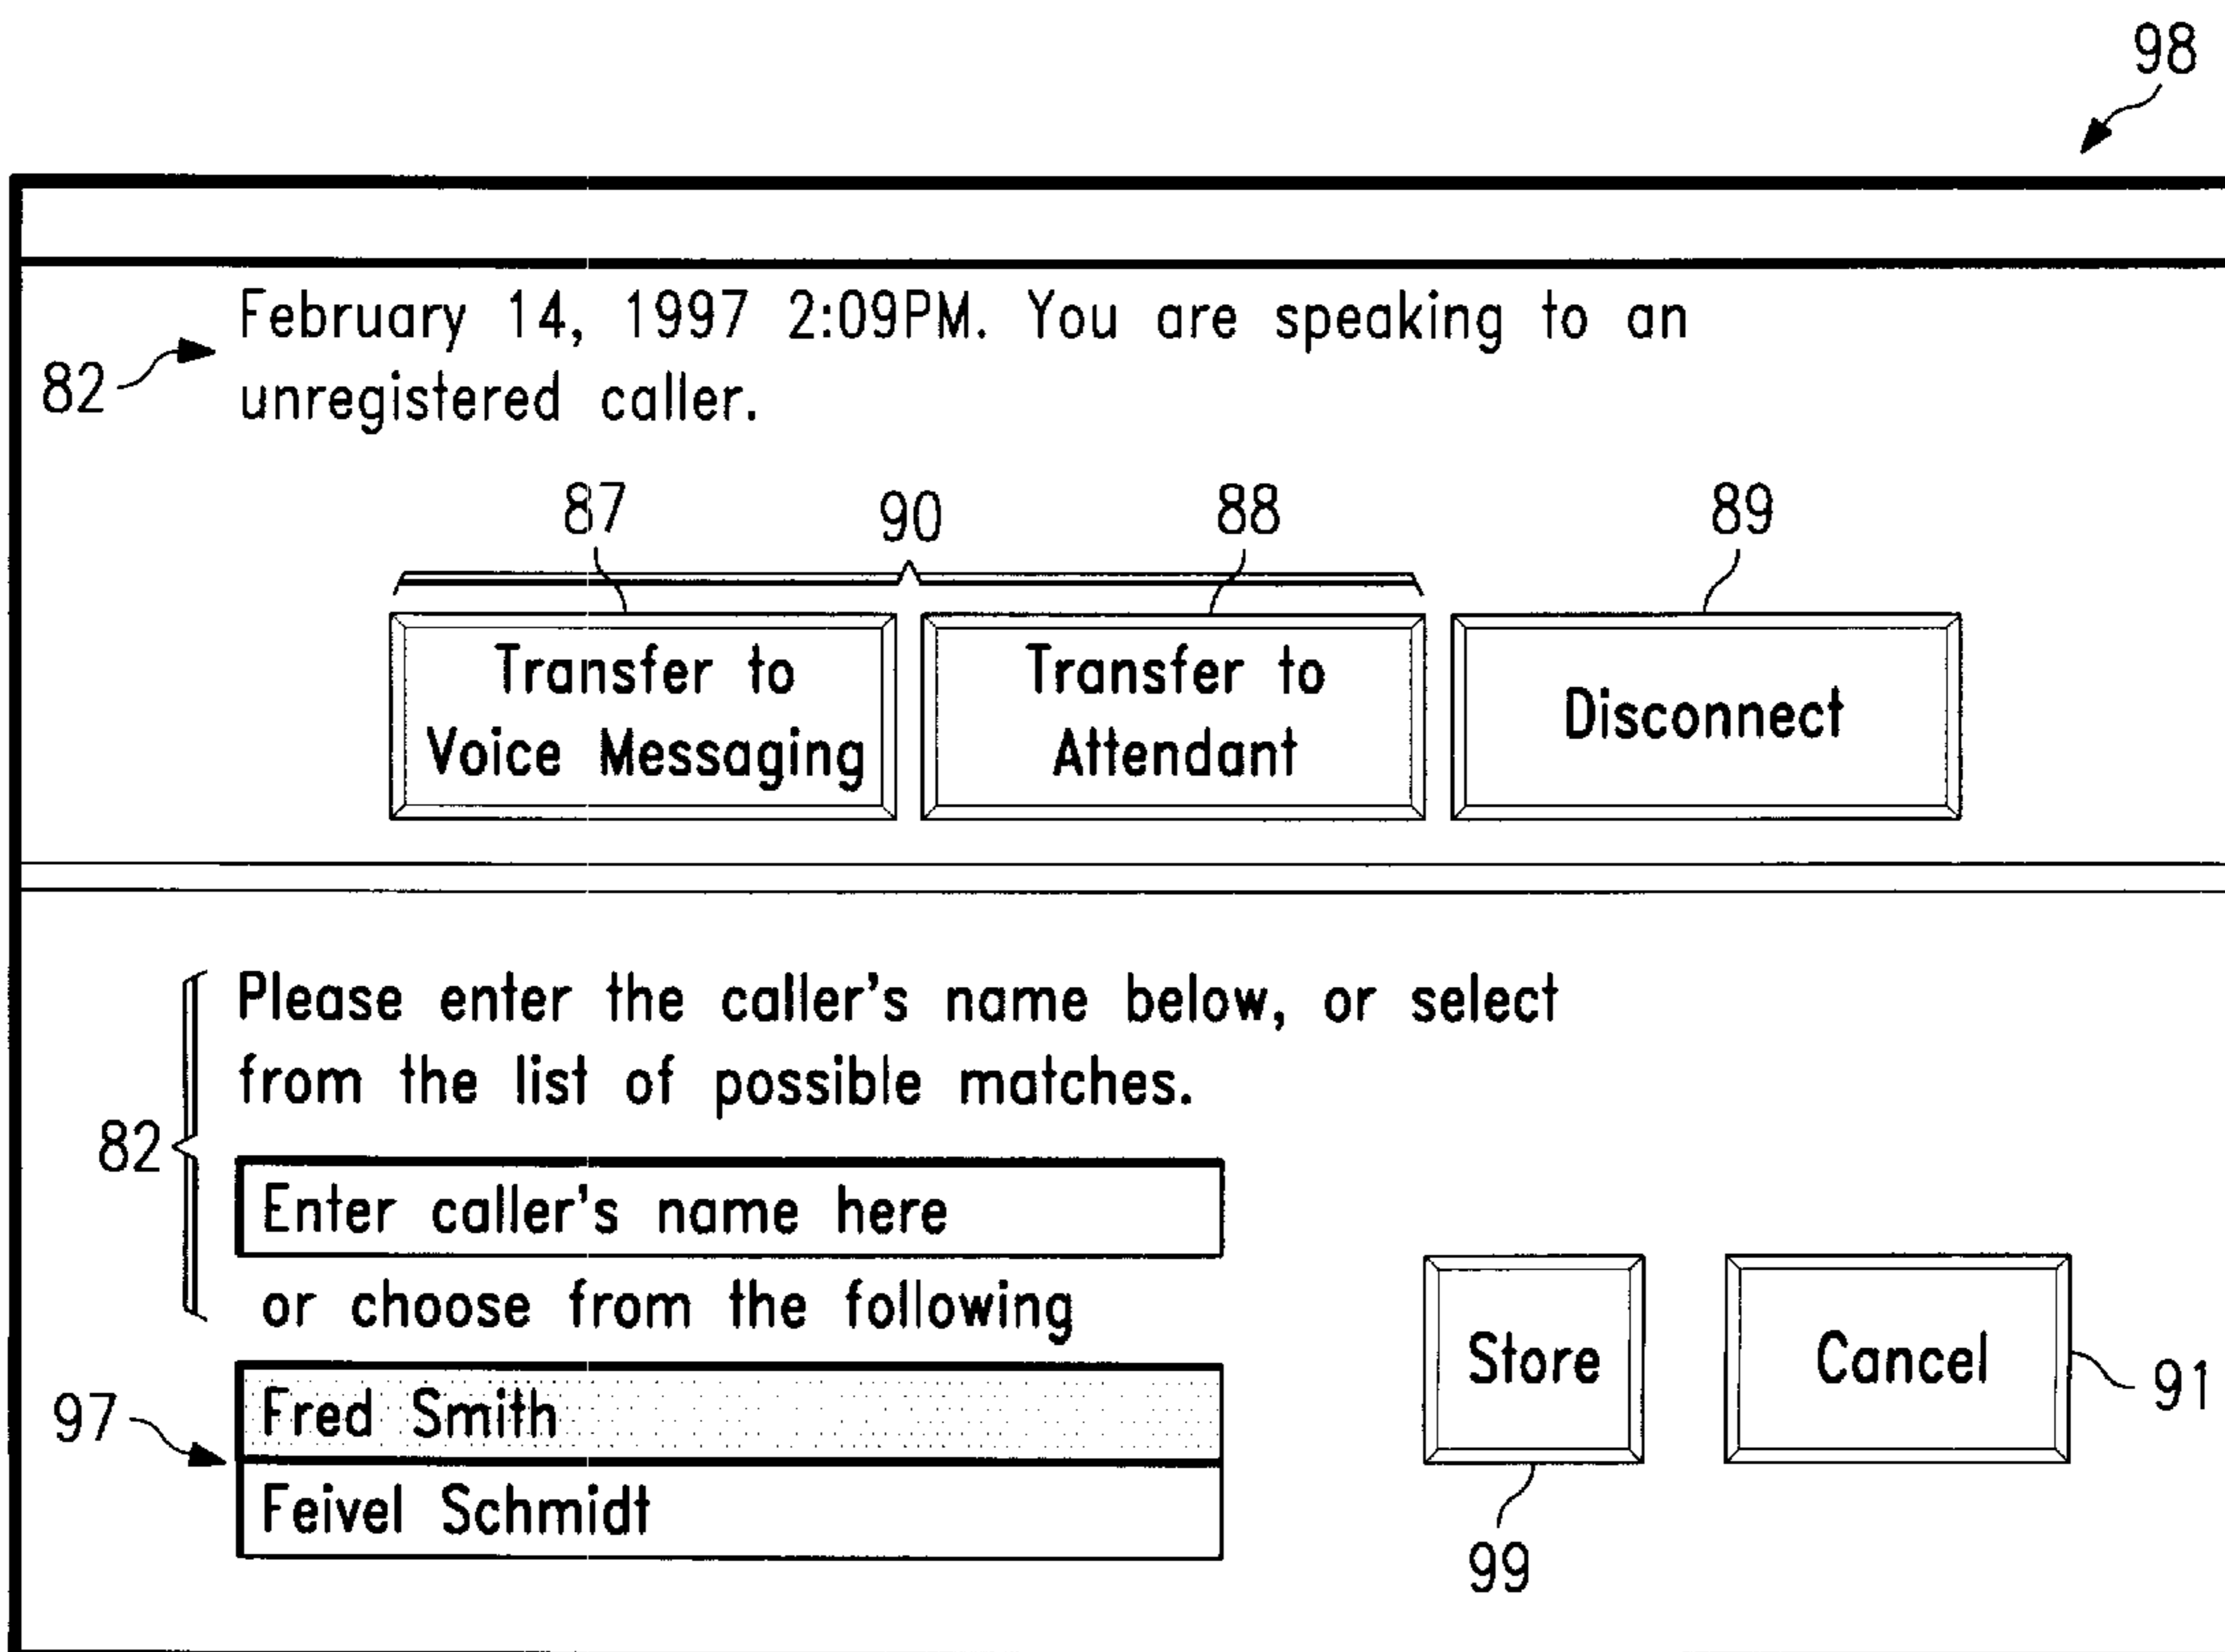 98
February 14, 1997 2:09PM. You are speaking to an
82
unregistered caller.
87
90
88
89
Transfer to
Voice Messaging
Transfer to
Attendant
Disconnect
Please enter the caller's name below, or select
from the list of possible matches.
82
Enter caller's name here
or choose from the following
Store
Cancel
91
97
Fred Smith
Feivel Schmidt
99